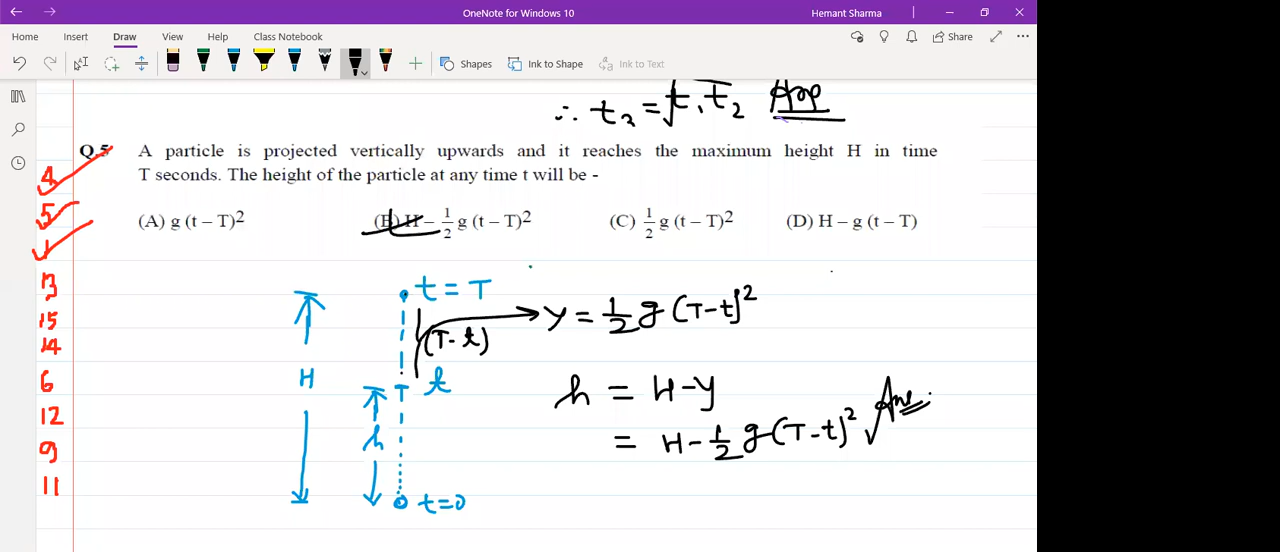 OneNote for Windows 10
Hemant Sharma
Home Insert Draw View Help Class Notebook
Share
Shapes Ink to Shape Ink to Text
∴ t₃ = √t₁ t₂ Ans
Q.5 A particle is projected vertically upwards and it reaches the maximum height H in time
T seconds. The height of the particle at any time t will be -
(A) g (t – T)² (B) H – 1/2 g (t – T)² (C) 1/2 g (t – T)² (D) H – g (t – T)
4
5
1
3
15
14
6
12
9
11
t = T
(T-t)
y = 1/2 g (T-t)²
H
t
h
t=0
h = H-y
= H - 1/2 g (T-t)² Ans.